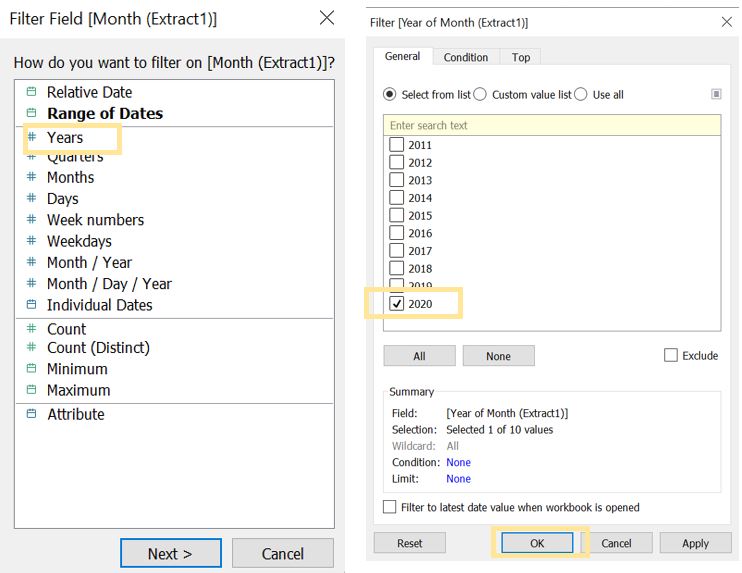 Filter Field [Month (Extract1)]
How do you want to filter on [Month (Extract1)]?
Relative Date
Range of Dates
Years
Quarters
Months
Days
Week numbers
Weekdays
Month / Year
Month / Day / Year
Individual Dates
Count
Count (Distinct)
Minimum
Maximum
Attribute
Next >
Cancel
Filter [Year of Month (Extract1)]
General
Condition
Top
Select from list
Custom value list
Use all
Enter search text
2011
2012
2013
2014
2015
2016
2017
2018
2019
2020
All
None
Exclude
Summary
Field: [Year of Month (Extract1)]
Selection: Selected 1 of 10 values
Wildcard: All
Condition: None
Limit: None
Filter to latest date value when workbook is opened
Reset
OK
Cancel
Apply